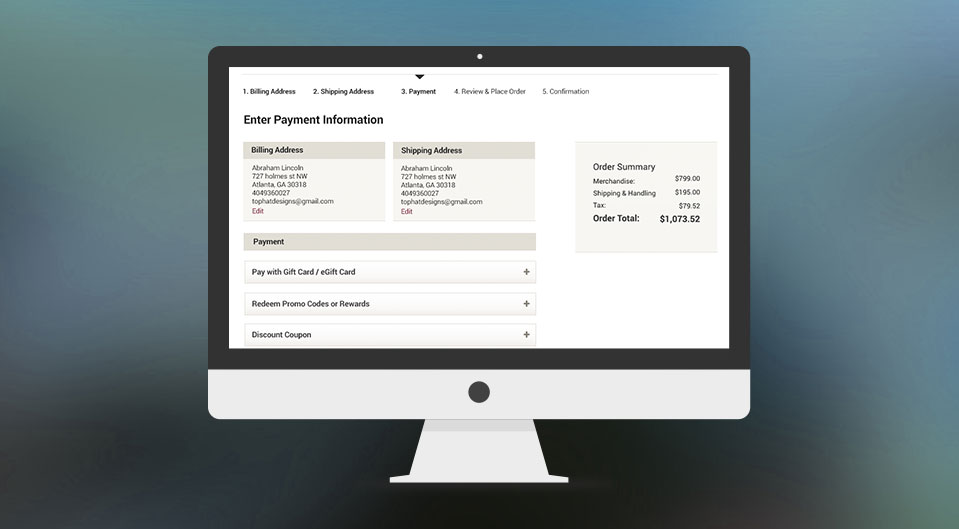 1. Billing Address 2. Shipping Address 3. Payment 4. Review & Place Order 5. Confirmation
Enter Payment Information
Billing Address
Abraham Lincoln
727 holmes st NW
Atlanta, GA 30318
4049360027
tophatdesigns@gmail.com
Edit
Shipping Address
Abraham Lincoln
727 holmes st NW
Atlanta, GA 30318
4049360027
tophatdesigns@gmail.com
Edit
Order Summary
Merchandise: $799.00
Shipping & Handling $195.00
Tax: $79.52
Order Total: $1,073.52
Payment
Pay with Gift Card / eGift Card +
Redeem Promo Codes or Rewards +
Discount Coupon +